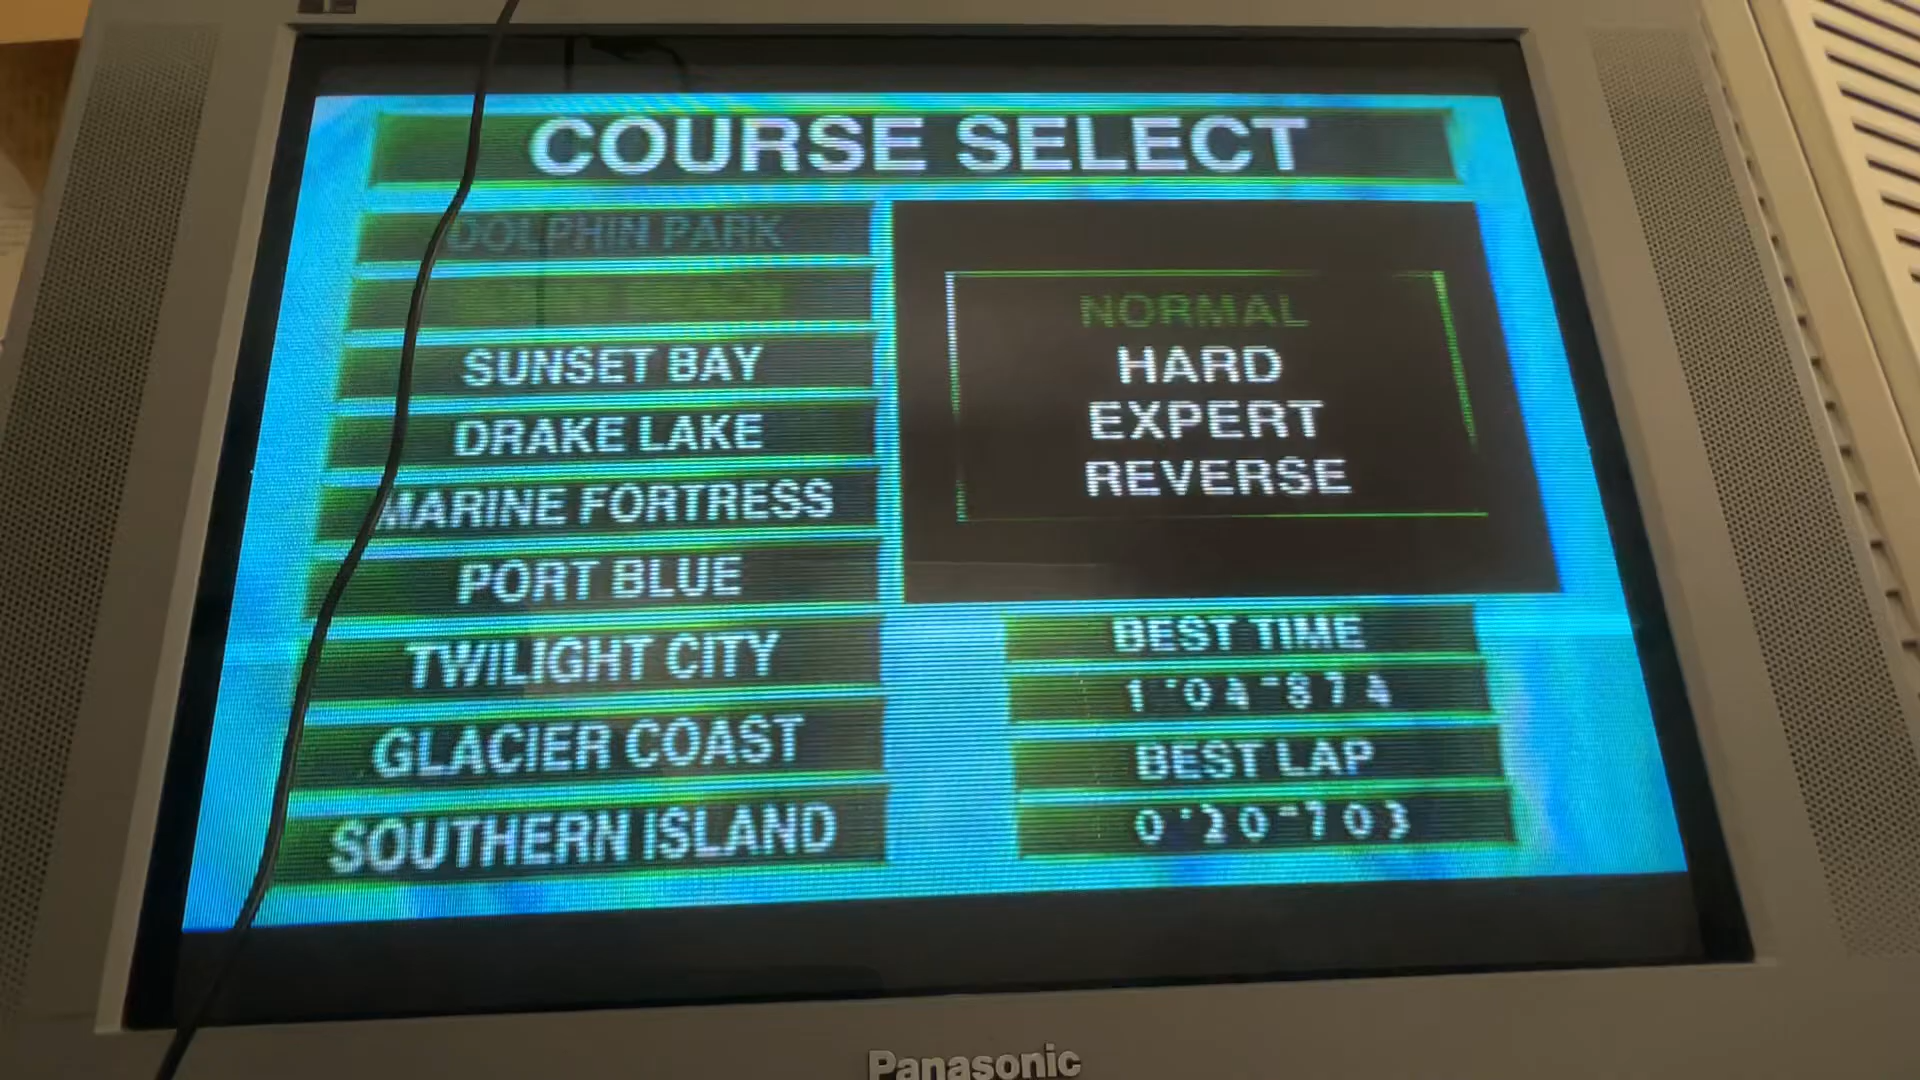 COURSE SELECT
DOLPHIN PARK
SUNSET BAY
DRAKE LAKE
MARINE FORTRESS
PORT BLUE
TWILIGHT CITY
GLACIER COAST
SOUTHERN ISLAND
NORMAL
HARD
EXPERT
REVERSE
BEST TIME
1'04"874
BEST LAP
0'20"703
Panasonic